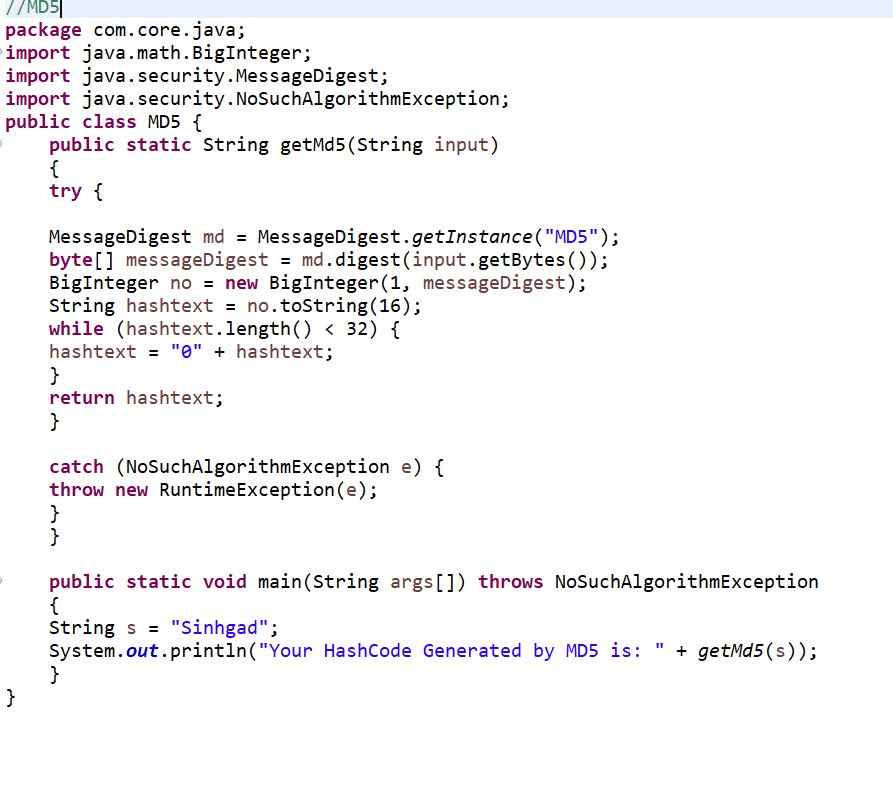 //MD5
package com.core.java;
import java.math.BigInteger;
import java.security.MessageDigest;
import java.security.NoSuchAlgorithmException;
public class MD5 {
    public static String getMd5(String input)
    {
    try {

    MessageDigest md = MessageDigest.getInstance("MD5");
    byte[] messageDigest = md.digest(input.getBytes());
    BigInteger no = new BigInteger(1, messageDigest);
    String hashtext = no.toString(16);
    while (hashtext.length() < 32) {
    hashtext = "0" + hashtext;
    }
    return hashtext;
    }

    catch (NoSuchAlgorithmException e) {
    throw new RuntimeException(e);
    }
    }

    public static void main(String args[]) throws NoSuchAlgorithmException
    {
    String s = "Sinhgad";
    System.out.println("Your HashCode Generated by MD5 is: " + getMd5(s));
    }
}